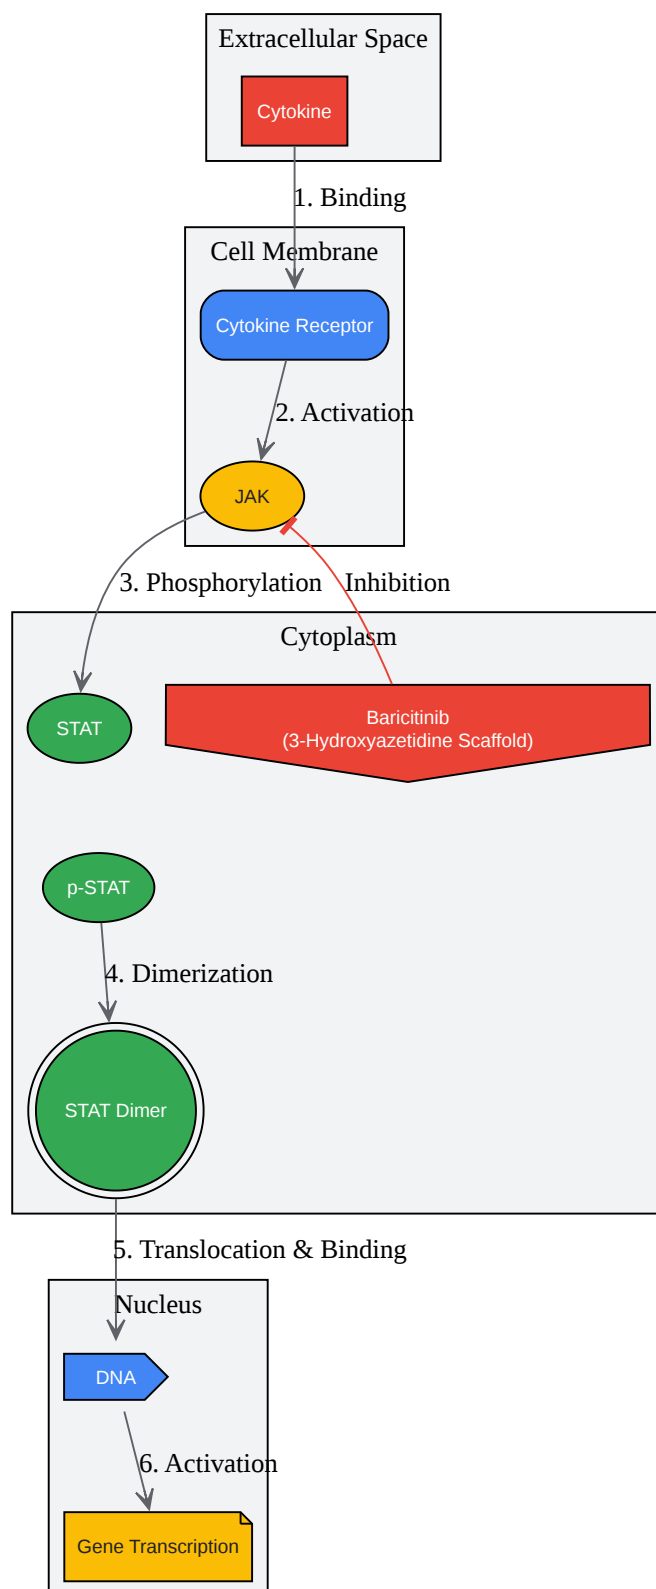 Extracellular Space
Cytokine
1. Binding
Cell Membrane
Cytokine Receptor
2. Activation
JAK
3. Phosphorylation
Inhibition
Cytoplasm
STAT
Baricitinib
(3-Hydroxyazetidine Scaffold)
p-STAT
4. Dimerization
STAT Dimer
5. Translocation & Binding
Nucleus
DNA
6. Activation
Gene Transcription